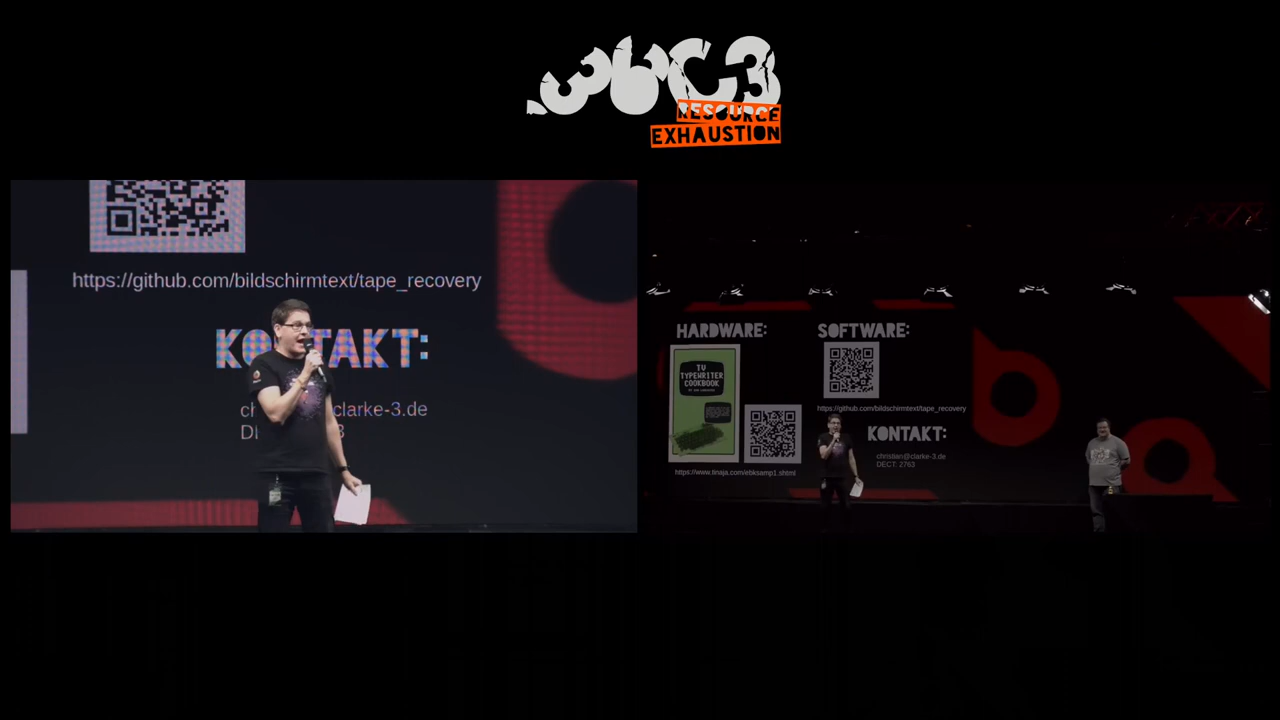 36C3
RESOURCE
EXHAUSTION
https://github.com/bildschirmtext/tape_recovery
KONTAKT:
clarke-3.de
HARDWARE:
TV
TYPEWRITER
COOKBOOK
https://www.tinaja.com/ebksamp1.shtml
SOFTWARE:
https://github.com/bildschirmtext/tape_recovery
KONTAKT:
christian@clarke-3.de
DECT: 2763